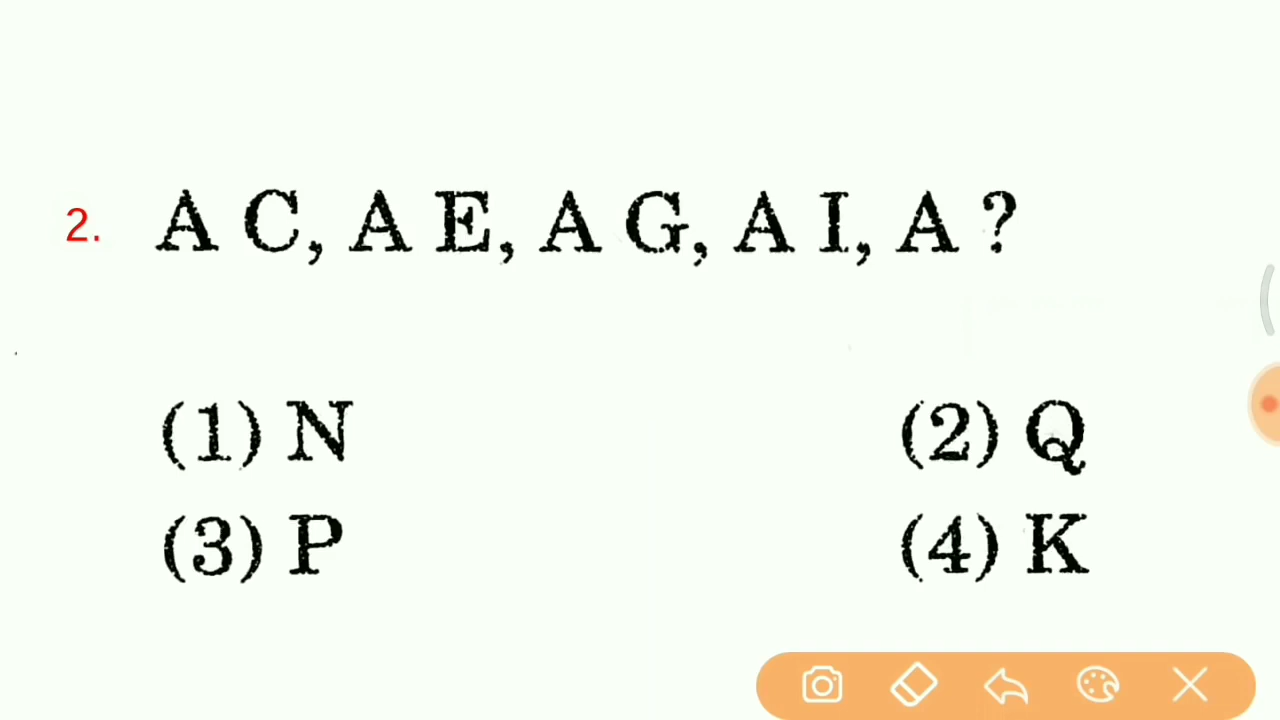 2. A C, A E, A G, A I, A ?
(1) N (2) Q
(3) P (4) K